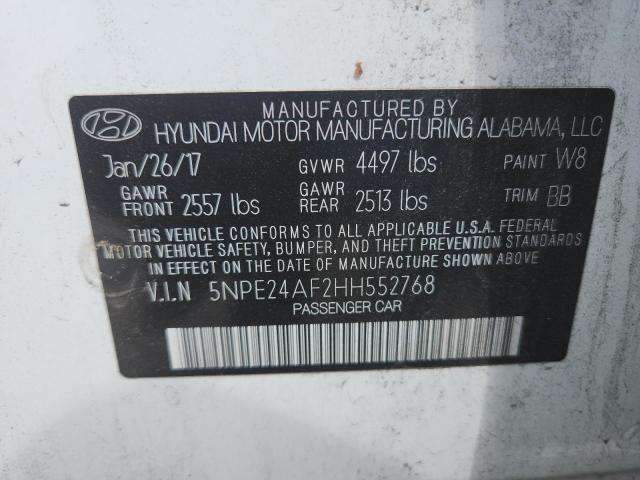 MANUFACTURED BY
HYUNDAI MOTOR MANUFACTURING ALABAMA, LLC
Jan/26/17 GVWR 4497 lbs PAINT W8
GAWR FRONT 2557 lbs GAWR REAR 2513 lbs TRIM BB
THIS VEHICLE CONFORMS TO ALL APPLICABLE U.S.A. FEDERAL
MOTOR VEHICLE SAFETY, BUMPER, AND THEFT PREVENTION STANDARDS
IN EFFECT ON THE DATE OF MANUFACTURE SHOWN ABOVE.
V.I.N 5NPE24AF2HH552768
PASSENGER CAR